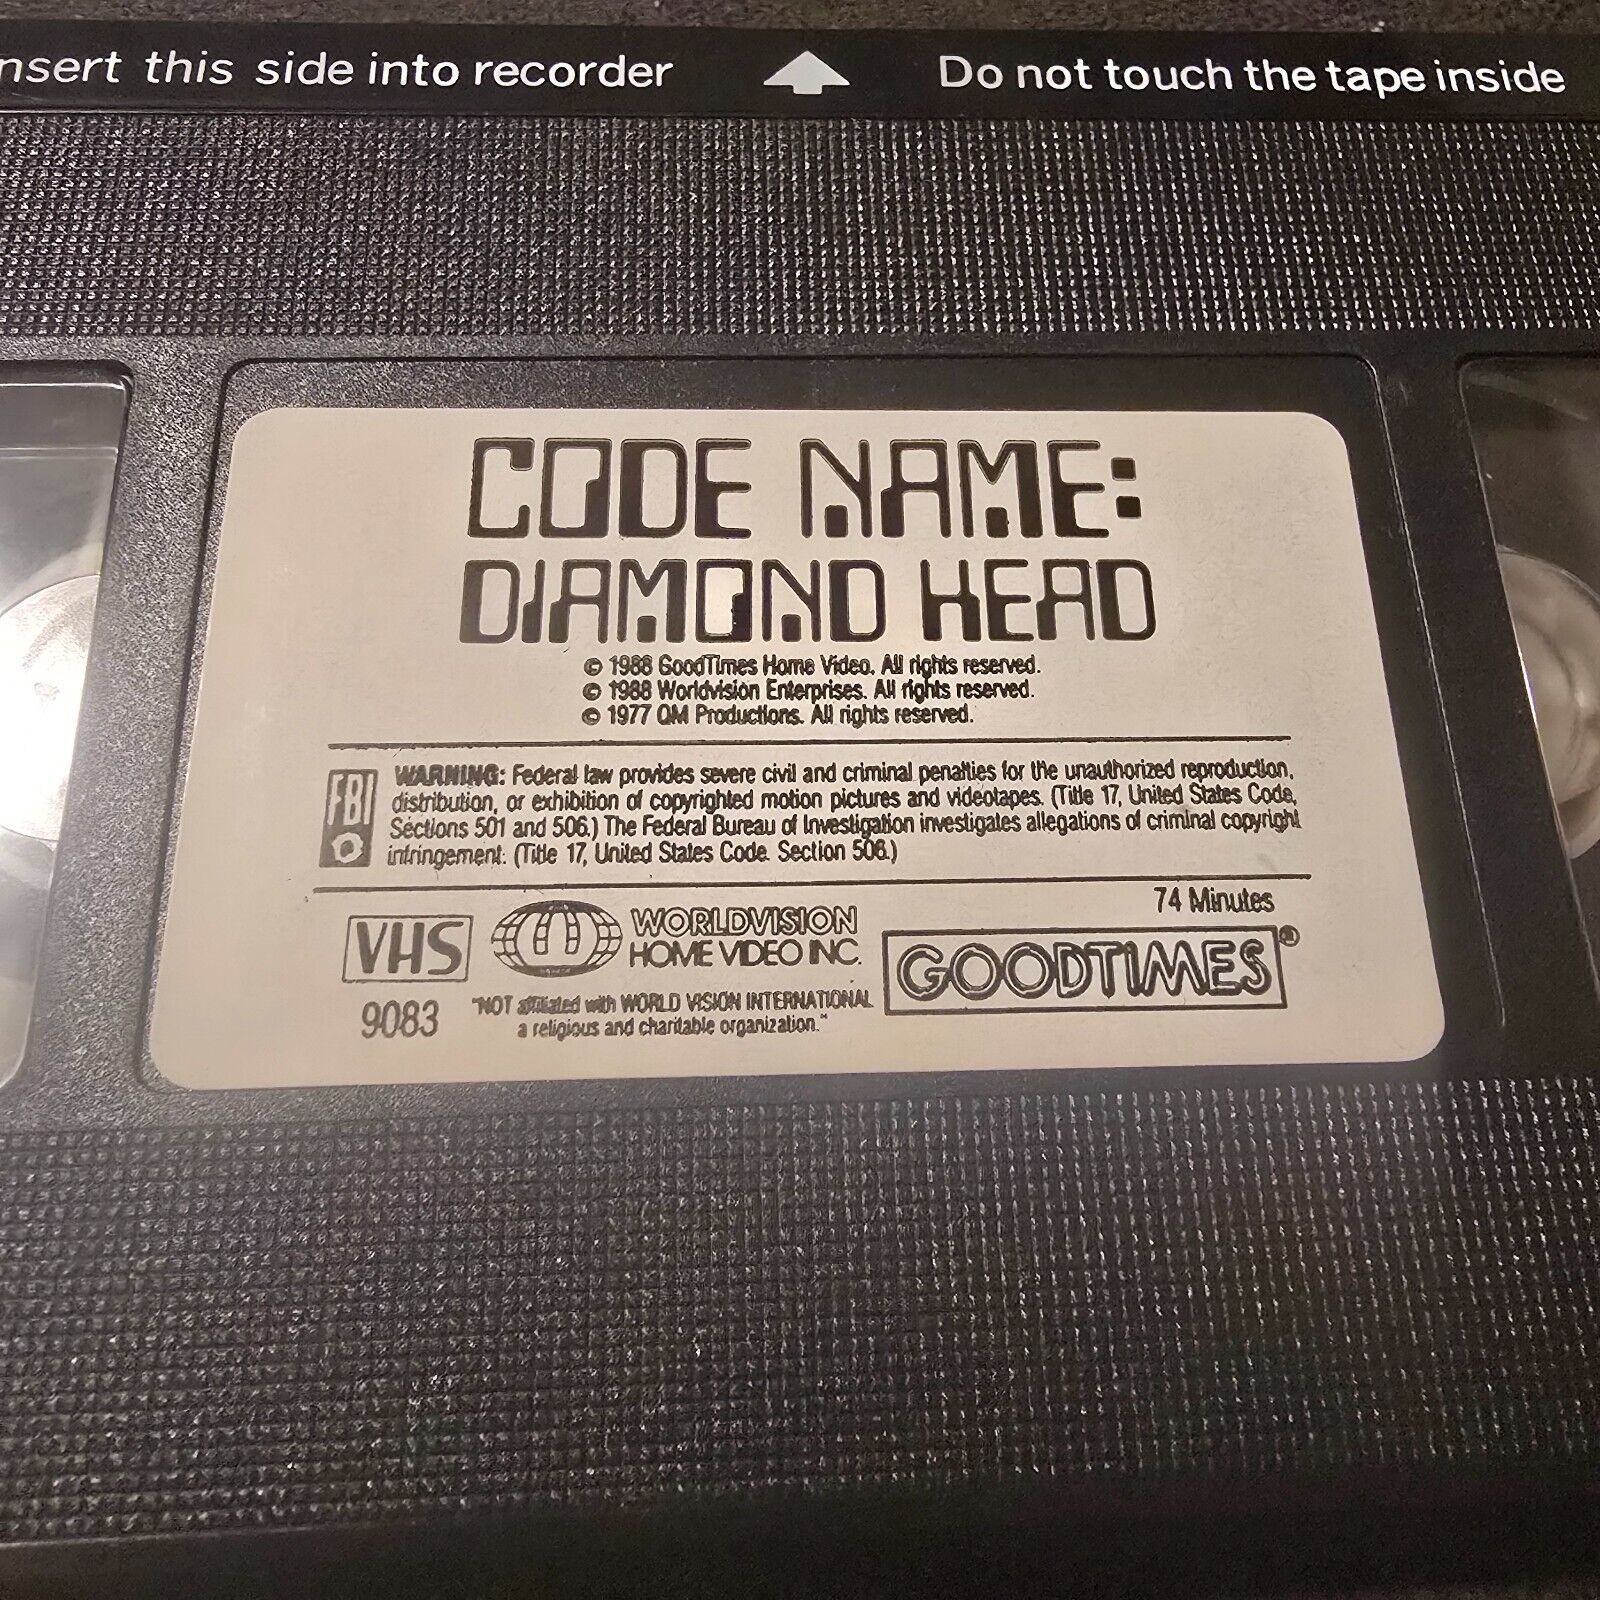 nsert this side into recorder
Do not touch the tape inside
CODE NAME:
DIAMOND HEAD
© 1988 GoodTimes Home Video. All rights reserved.
© 1988 Worldvision Enterprises. All rights reserved.
© 1977 QM Productions. All rights reserved.
FBI
WARNING: Federal law provides severe civil and criminal penalties for the unauthorized reproduction,
distribution, or exhibition of copyrighted motion pictures and videotapes. (Title 17, United States Code,
Sections 501 and 506.) The Federal Bureau of Investigation investigates allegations of criminal copyright
infringement. (Title 17, United States Code. Section 506.)
74 Minutes
VHS
WORLDVISION
HOME VIDEO INC.
GOODTIMES®
9083
"NOT affiliated with WORLD VISION INTERNATIONAL
a religious and charitable organization."